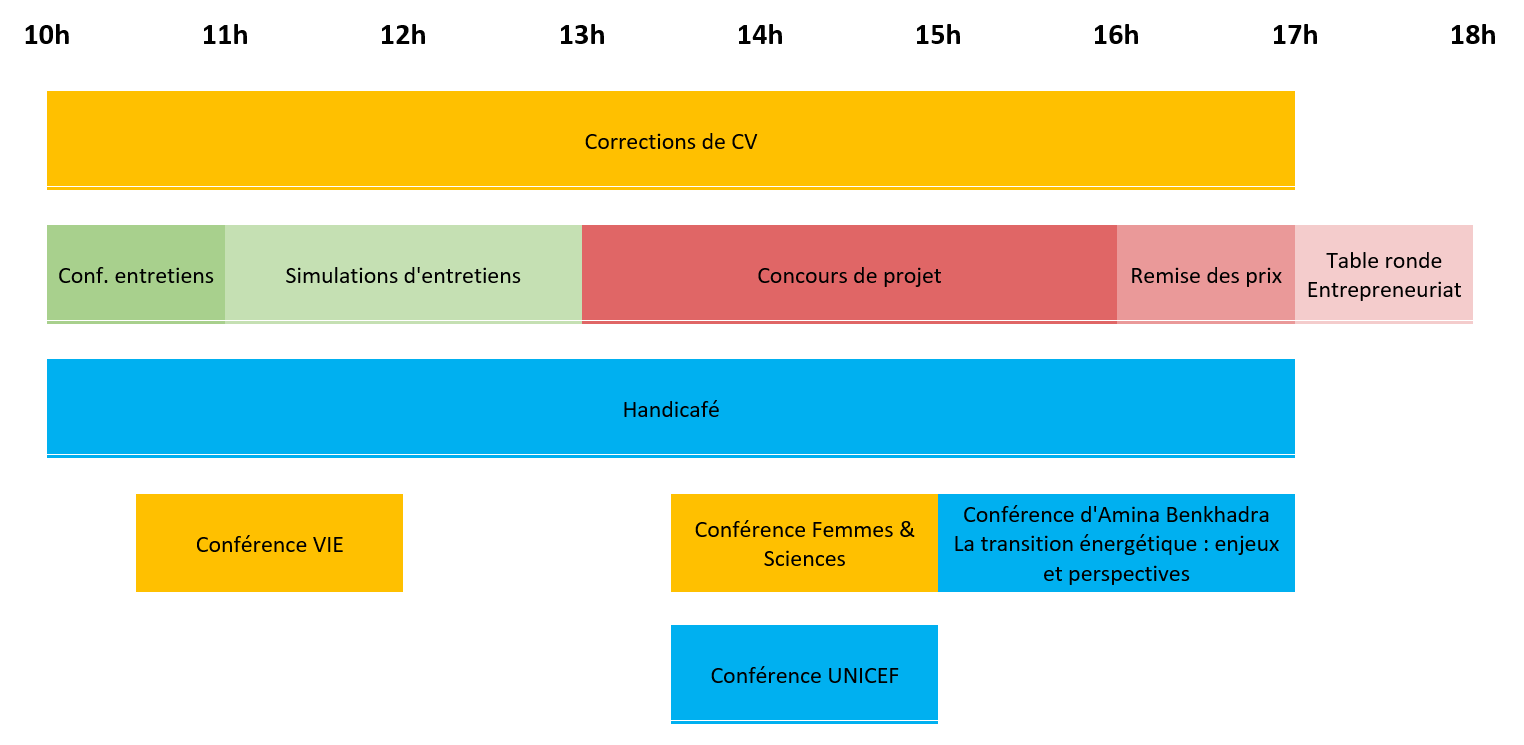 10h 11h 12h 13h 14h 15h 16h 17h 18h
Corrections de CV
Conf. entretiens
Simulations d'entretiens
Concours de projet
Remise des prix
Table ronde
Entrepreneuriat
Handicafé
Conférence VIE
Conférence Femmes &
Sciences
Conférence d'Amina Benkhadra
La transition énergétique : enjeux
et perspectives
Conférence UNICEF